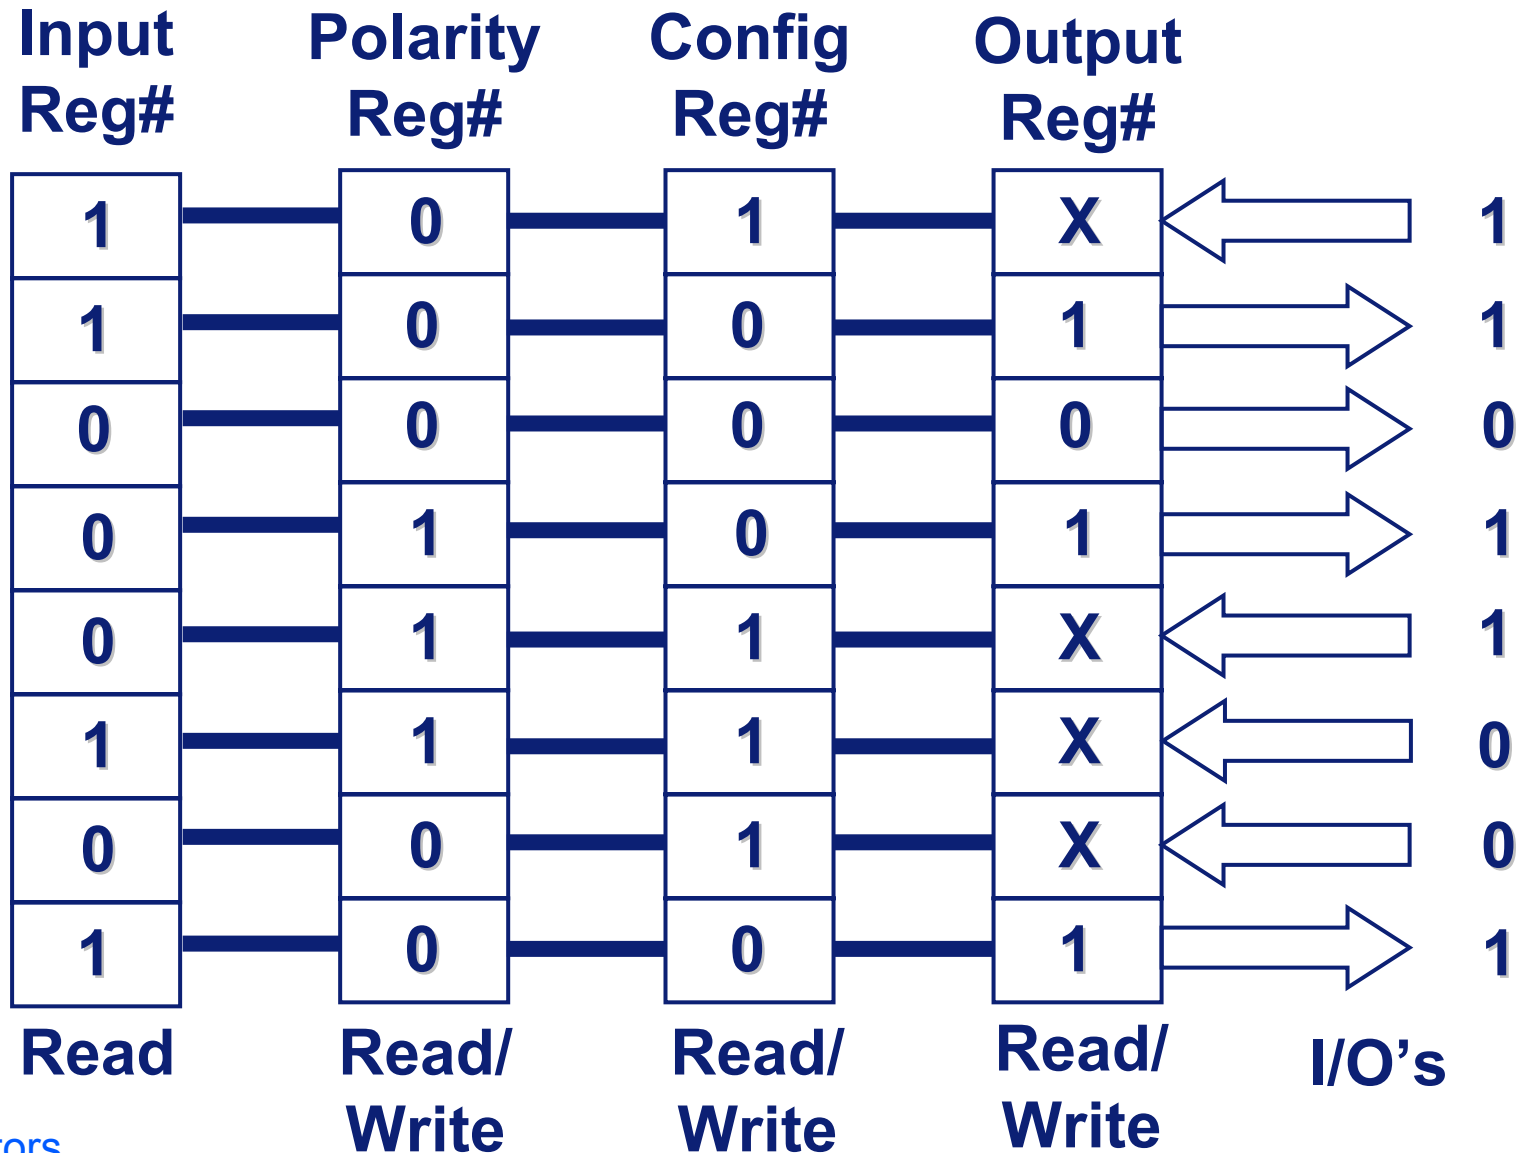 Input Polarity Config Output
Reg# Reg# Reg# Reg#
1 0 1 X 1
1 0 0 1 1
0 0 0 0 0
0 1 0 1 1
0 1 1 X 1
1 1 1 X 0
0 0 1 X 0
1 0 0 1 1
Read Read/ Read/ Read/ I/O’s
Write Write Write